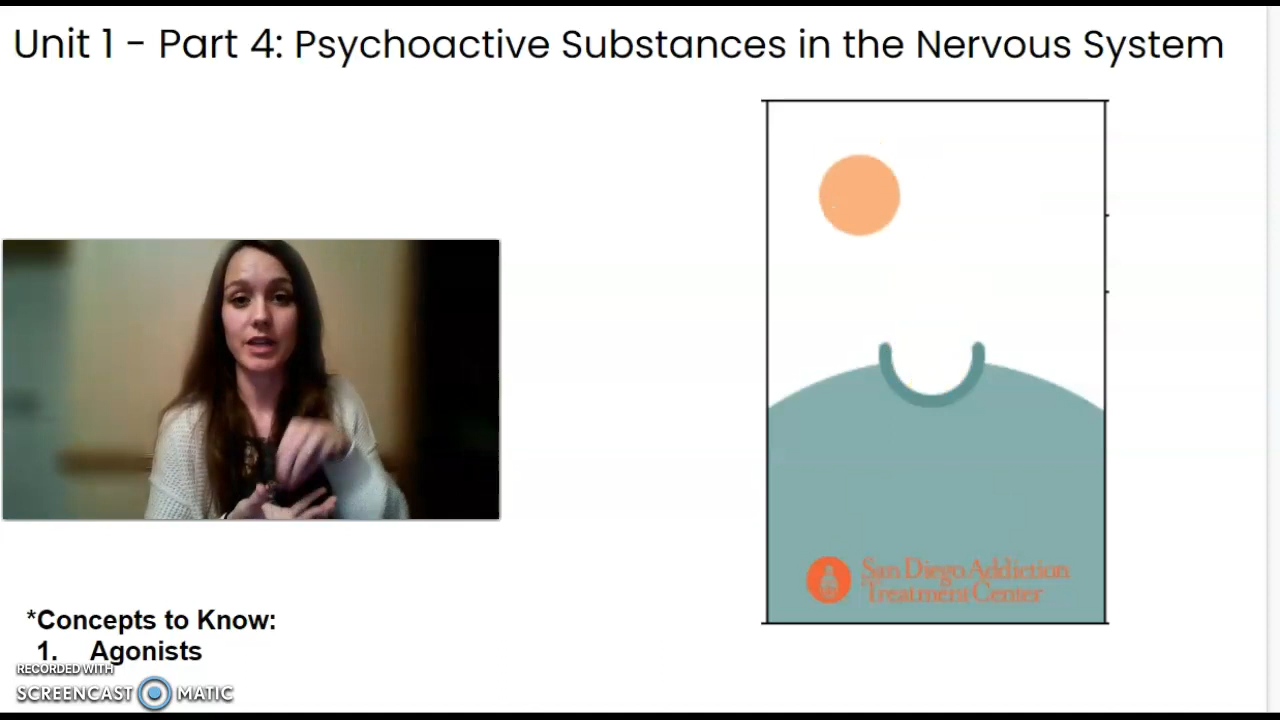 Unit 1 - Part 4: Psychoactive Substances in the Nervous System
San Diego Addiction
Treatment Center
*Concepts to Know:
1. Agonists
RECORDED WITH
SCREENCAST MATIC